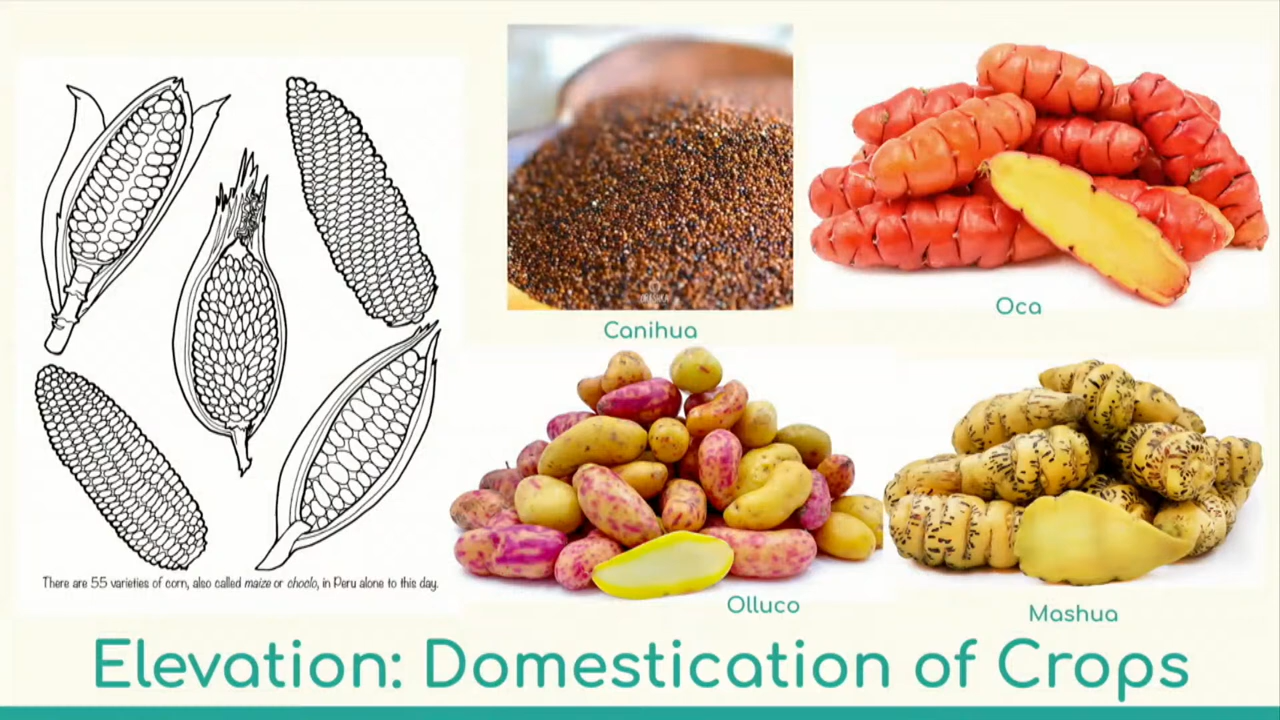 Canihua
Oca
There are 55 varieties of corn, also called maize or choclo, in Peru alone to this day.
Olluco
Mashua
Elevation: Domestication of Crops